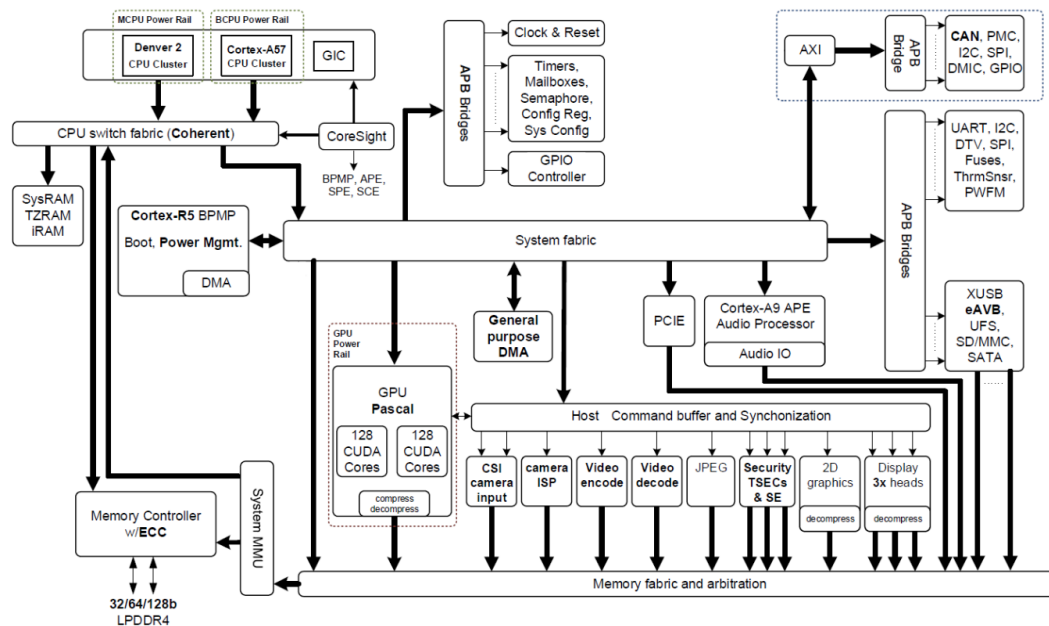 MCPU Power Rail
BCPU Power Rail
Denver 2
CPU Cluster
Cortex-A57
CPU Cluster
GIC
CPU switch fabric (Coherent)
CoreSight
BPMP, APE,
SPE, SCE
SysRAM
TZRAM
iRAM
Cortex-R5 BPMP
Boot, Power Mgmt.
DMA
APB Bridges
Clock & Reset
Timers,
Mailboxes,
Semaphore,
Config Reg,
Sys Config
GPIO
Controller
AXI
APB
Bridge
CAN, PMC,
I2C, SPI,
DMIC, GPIO
APB Bridges
UART, I2C
DTV, SPI,
Fuses,
ThrmSnsr,
PWFM
XUSB
eAVB,
UFS,
SD/MMC,
SATA
System fabric
GPU
Power
Rail
GPU
Pascal
128
CUDA
Cores
128
CUDA
Cores
compress
decompress
General
purpose
DMA
PCIE
Cortex-A9 APE
Audio Processor
Audio IO
Host Command buffer and Synchonization
CSI
camera
input
camera
ISP
Video
encode
Video
decode
JPEG
Security
TSECs
& SE
2D
graphics
decompress
Display
3x heads
decompress
System MMU
Memory Controller
w/ECC
32/64/128b
LPDDR4
Memory fabric and arbitration